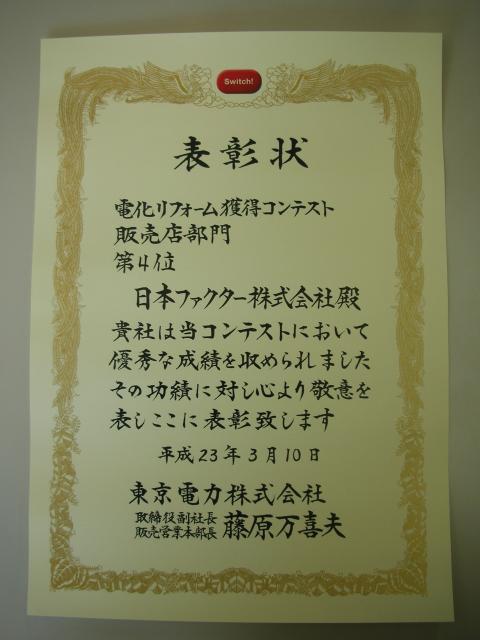 Switch!
表彰状
電化リフォーム獲得コンテスト
販売店部門
第4位
日本ファクター株式会社殿
貴社は当コンテストにおいて
優秀な成績を収められました
その功績に対し心より敬意を
表しここに表彰致します
平成23年3月10日
東京電力株式会社
取締役副社長
販売営業本部長
藤原万喜夫